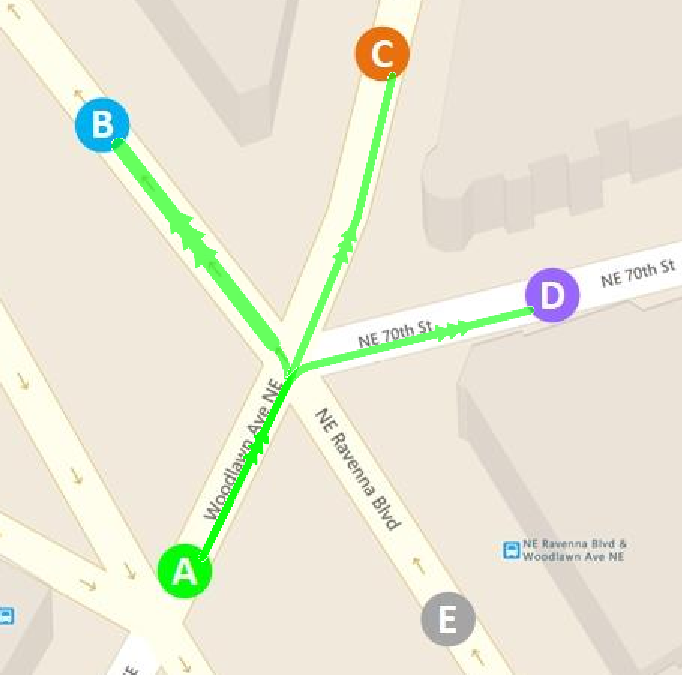 C
B
NE 70th St
D
NE 70th St
Woodlawn Ave NE
NE Ravenna Blvd
NE Ravenna Blvd &
Woodlawn Ave NE
A
E